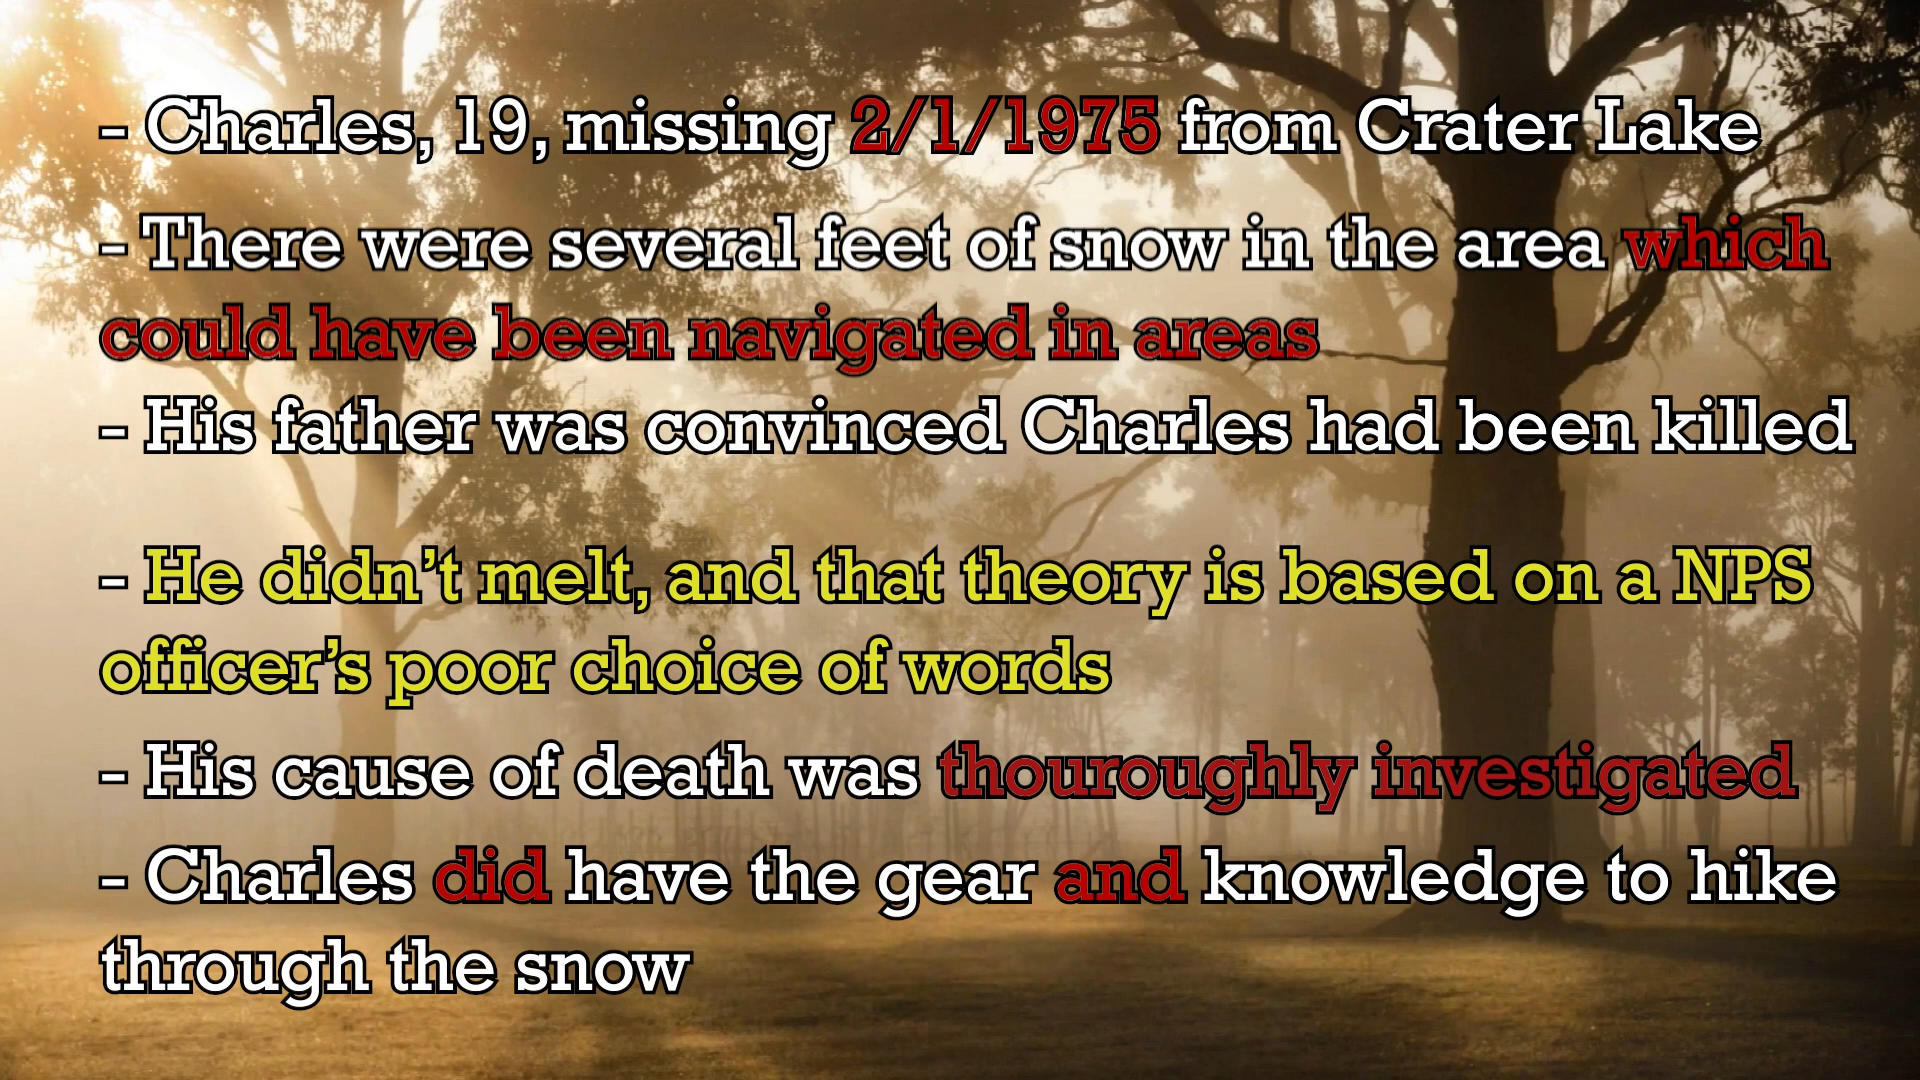 - Charles, 19, missing 2/1/1975 from Crater Lake
- There were several feet of snow in the area which
could have been navigated in areas
- His father was convinced Charles had been killed
- He didn’t melt, and that theory is based on a NPS
officer’s poor choice of words
- His cause of death was thouroughly investigated
- Charles did have the gear and knowledge to hike
through the snow